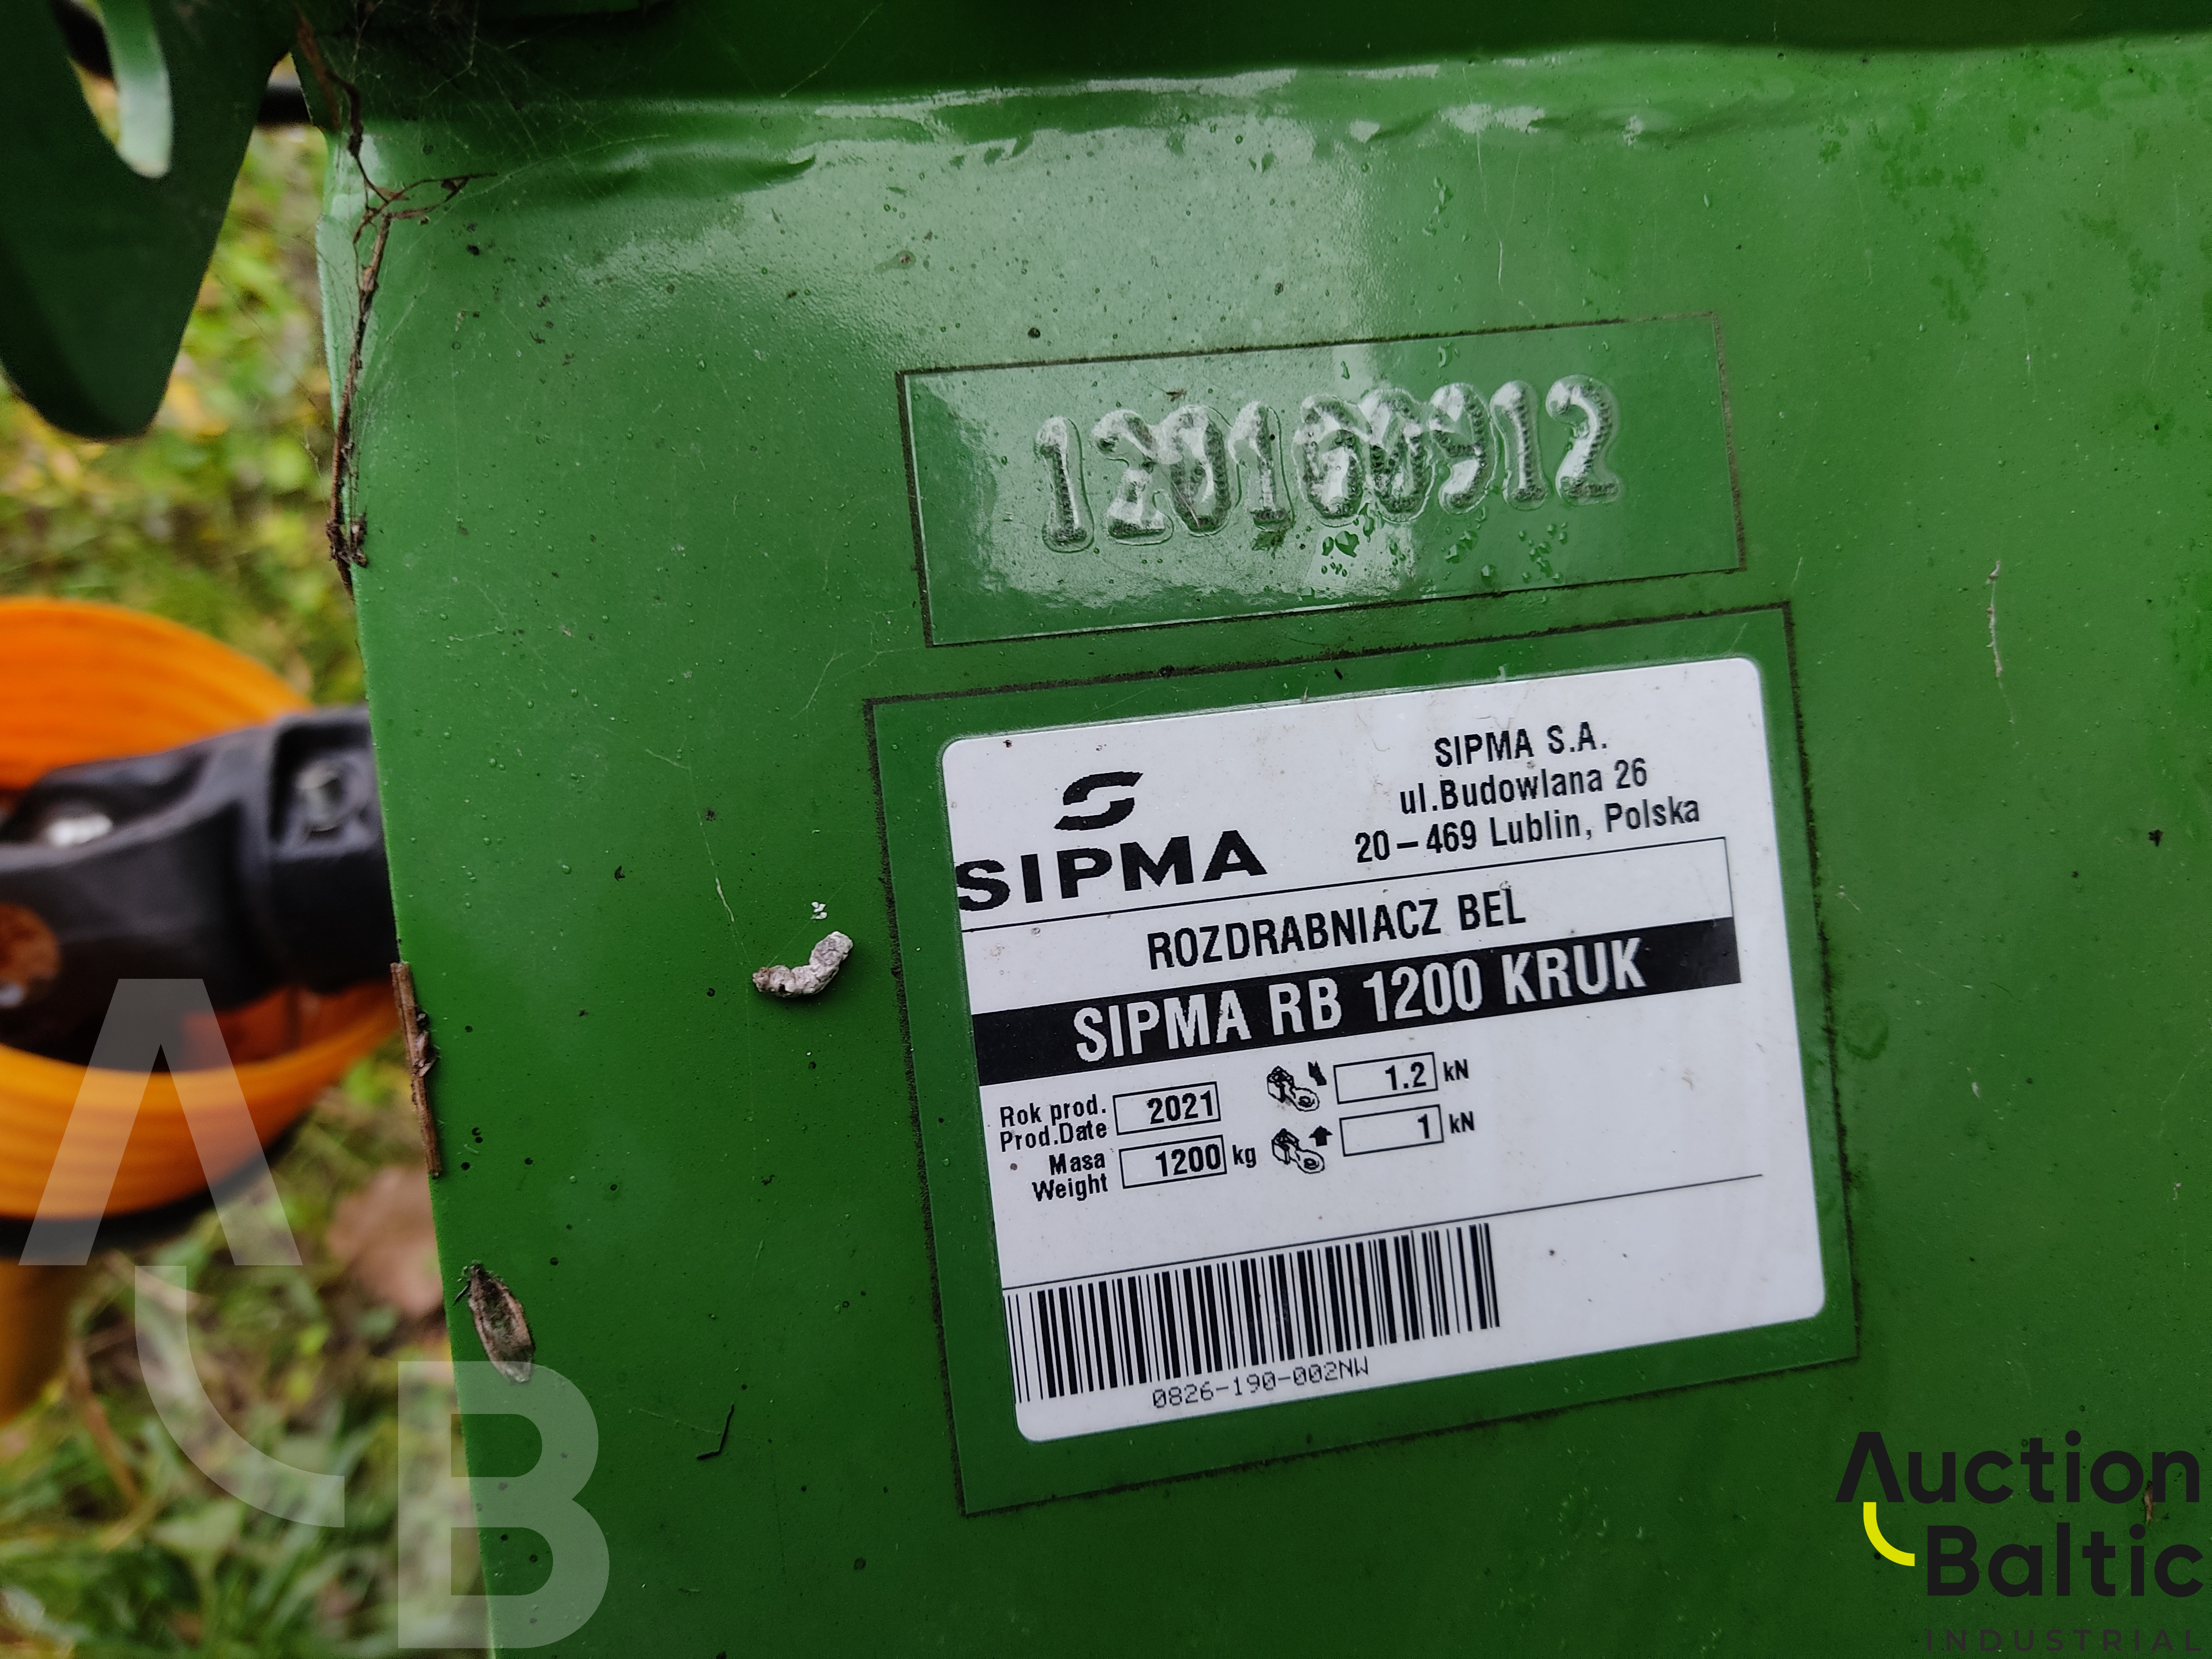 120160912
SIPMA
SIPMA S.A.
ul.Budowlana 26
20-469 Lublin, Polska
ROZDRABNIACZ BEL
SIPMA RB 1200 KRUK
Rok prod.
Prod.Date
2021
1.2 kN
Masa
Weight
1200 kg
1 kN
0826-190-002NW
AB
Auction
Baltic
INDUSTRIAL